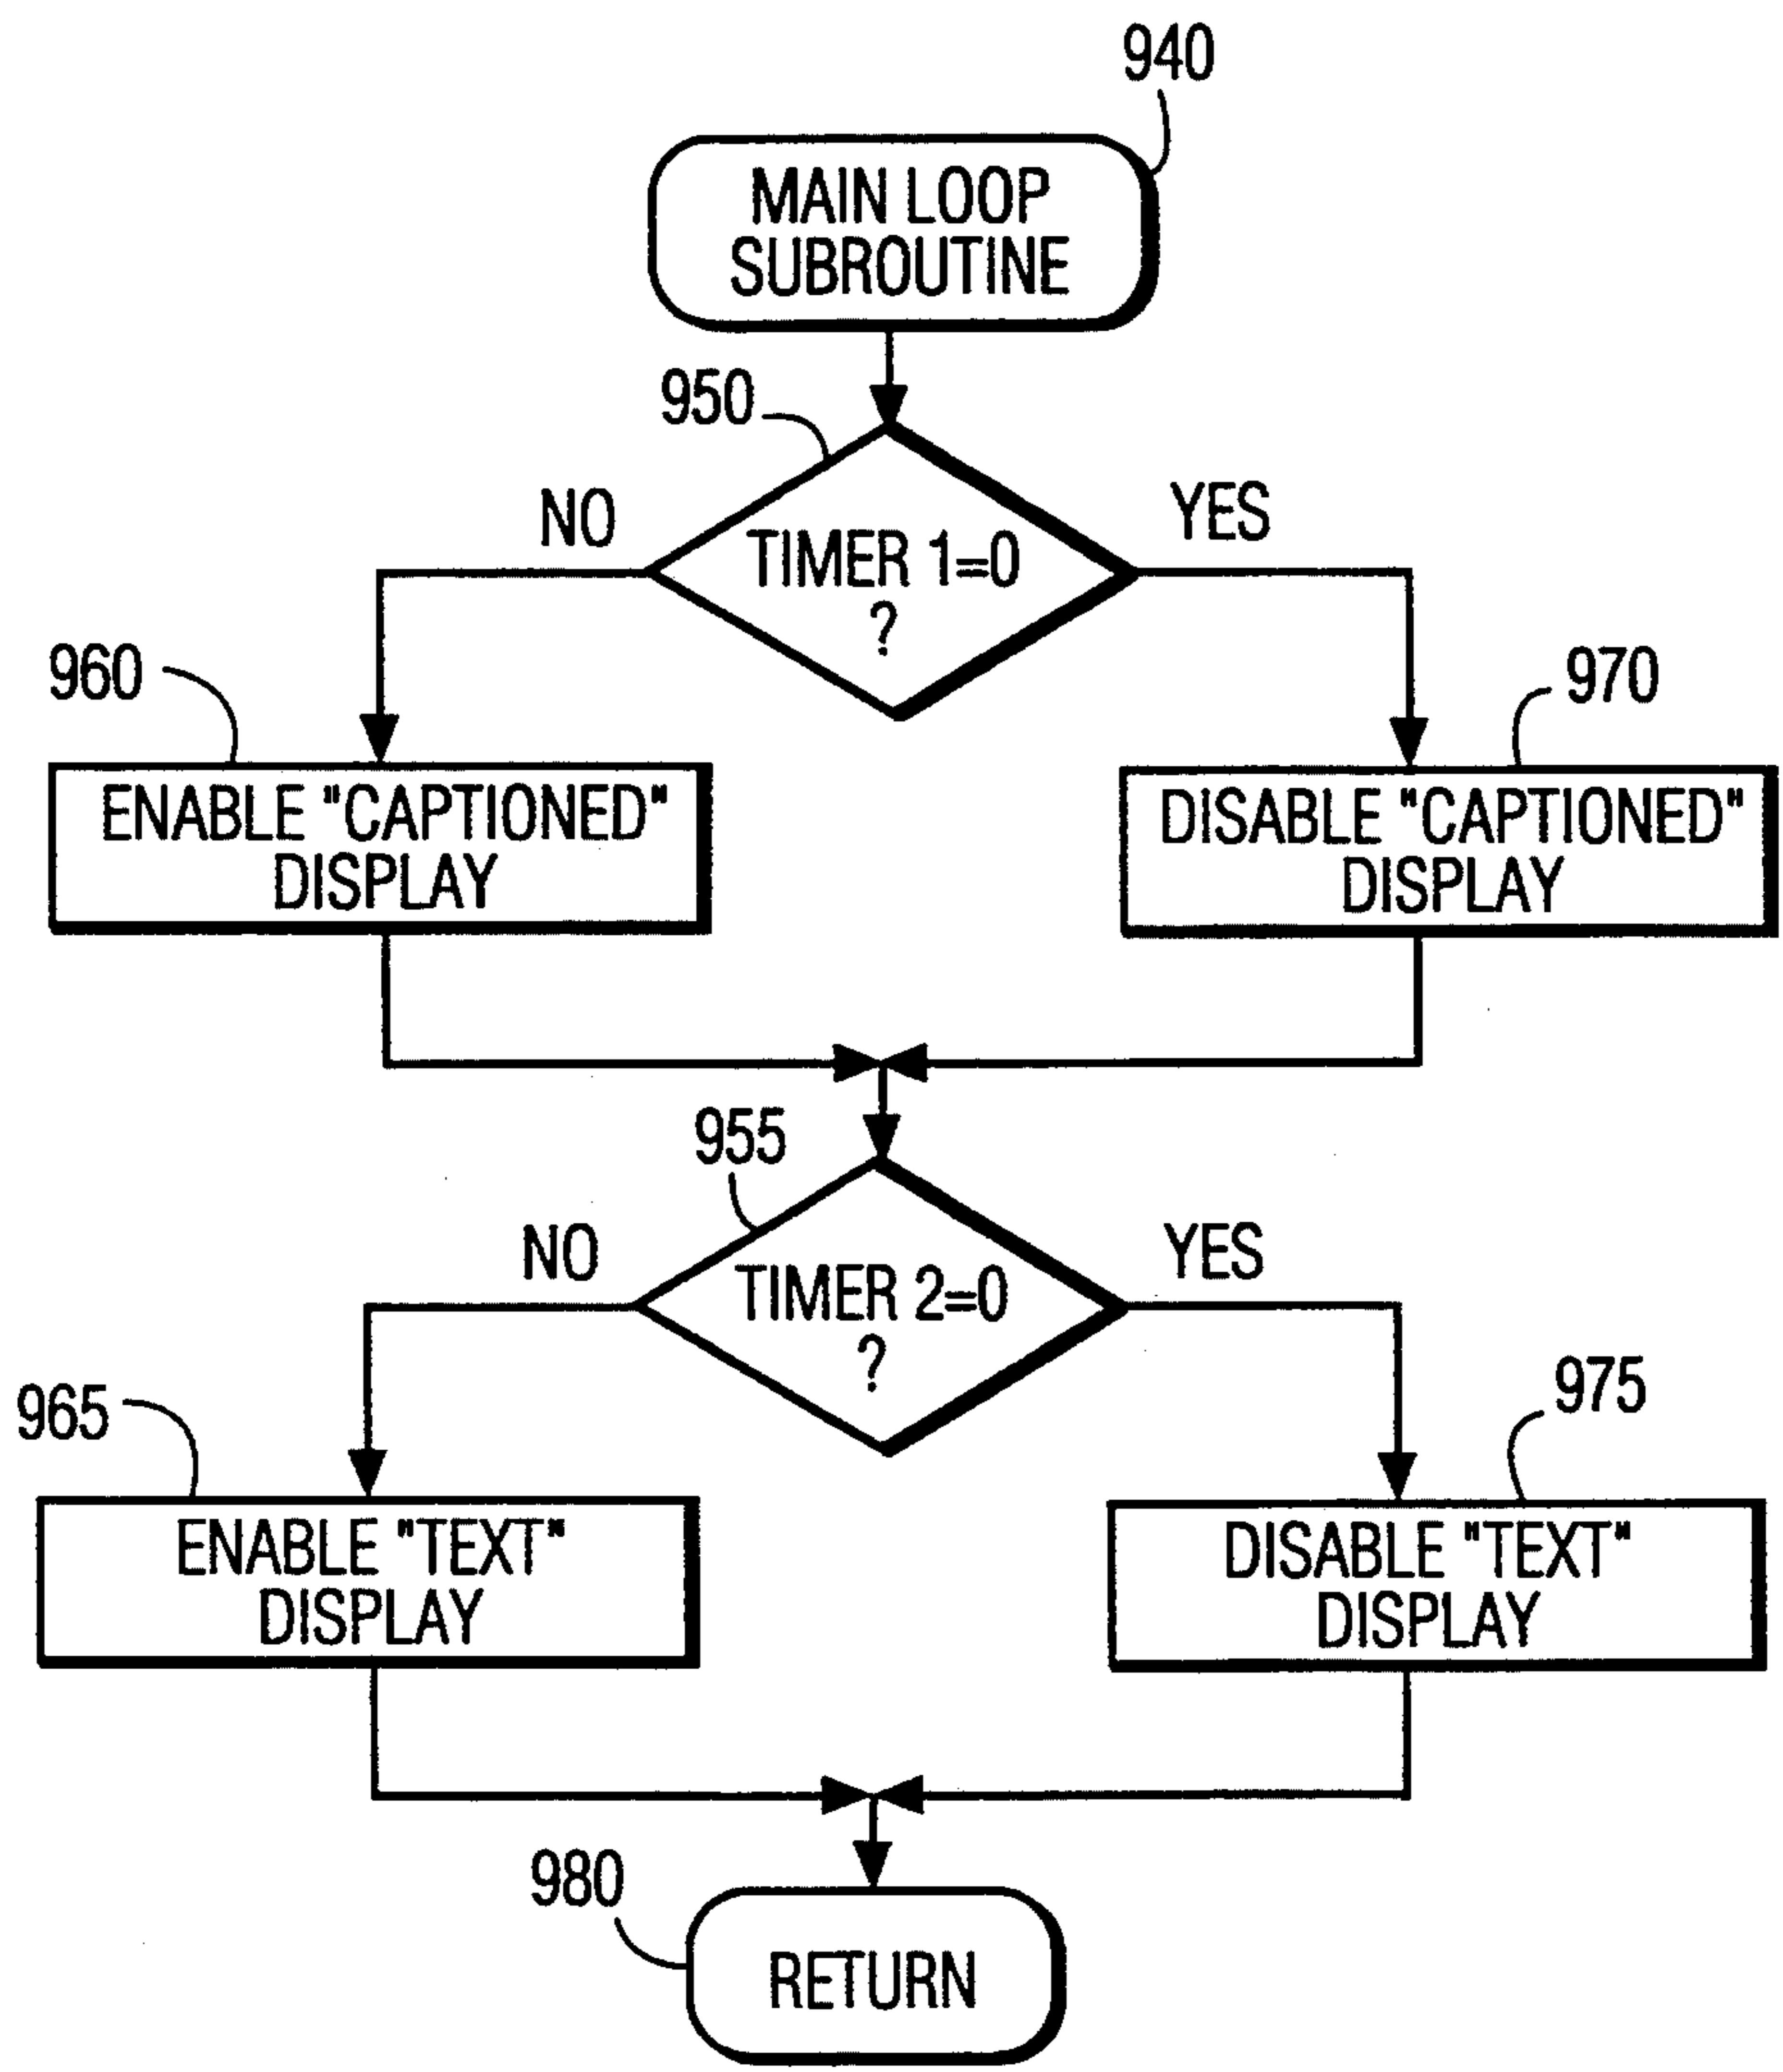 940
MAIN LOOP
SUBROUTINE
950
NO
YES
TIMER 1=0
?
960
970
ENABLE "CAPTIONED"
DISPLAY
DISABLE "CAPTIONED"
DISPLAY
955
NO
YES
TIMER 2=0
?
965
975
ENABLE "TEXT"
DISPLAY
DISABLE "TEXT"
DISPLAY
980
RETURN